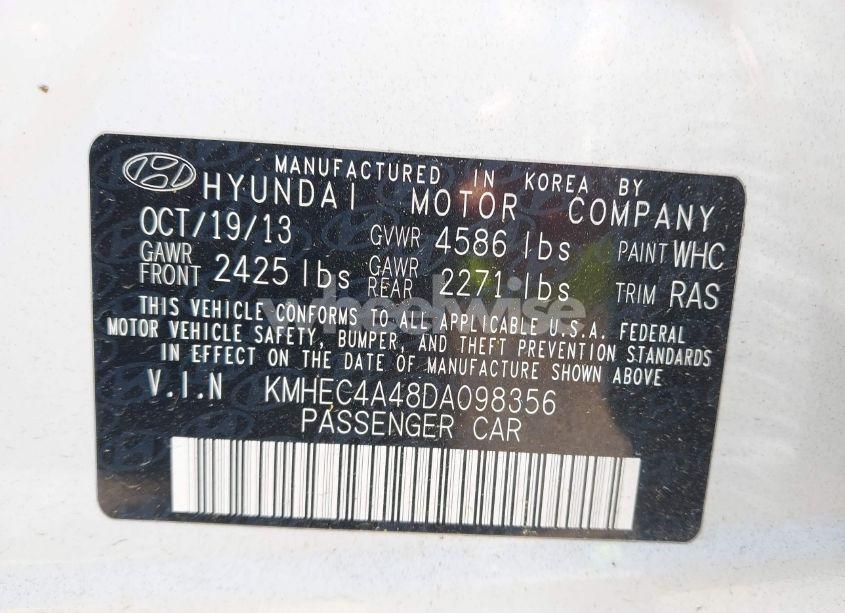 MANUFACTURED IN KOREA BY
HYUNDAI MOTOR COMPANY
OCT/19/13 GVWR 4586 lbs PAINT WHC
GAWR FRONT 2425 lbs GAWR REAR 2271 lbs TRIM RAS
THIS VEHICLE CONFORMS TO ALL APPLICABLE U.S.A. FEDERAL
MOTOR VEHICLE SAFETY, BUMPER, AND THEFT PREVENTION STANDARDS
IN EFFECT ON THE DATE OF MANUFACTURE SHOWN ABOVE
V.I.N KMHEC4A48DA098356
PASSENGER CAR
wheelwise